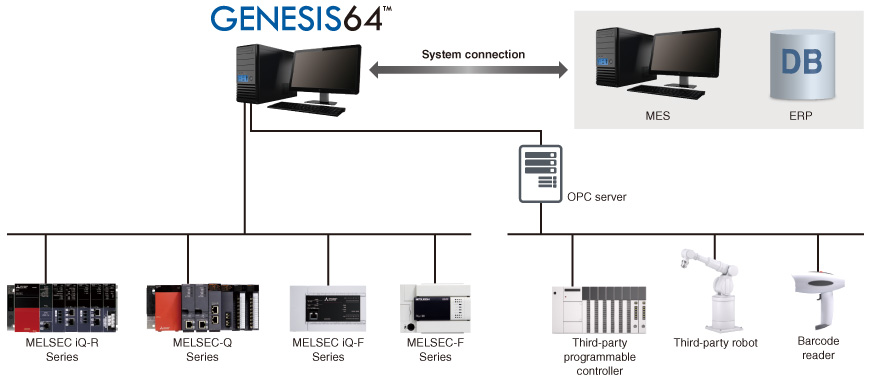 GENESIS64™
System connection
DB
MES
ERP
OPC server
MELSEC iQ-R
Series
MELSEC-Q
Series
MELSEC iQ-F
Series
MELSEC-F
Series
Third-party
programmable
controller
Third-party robot
Barcode
reader